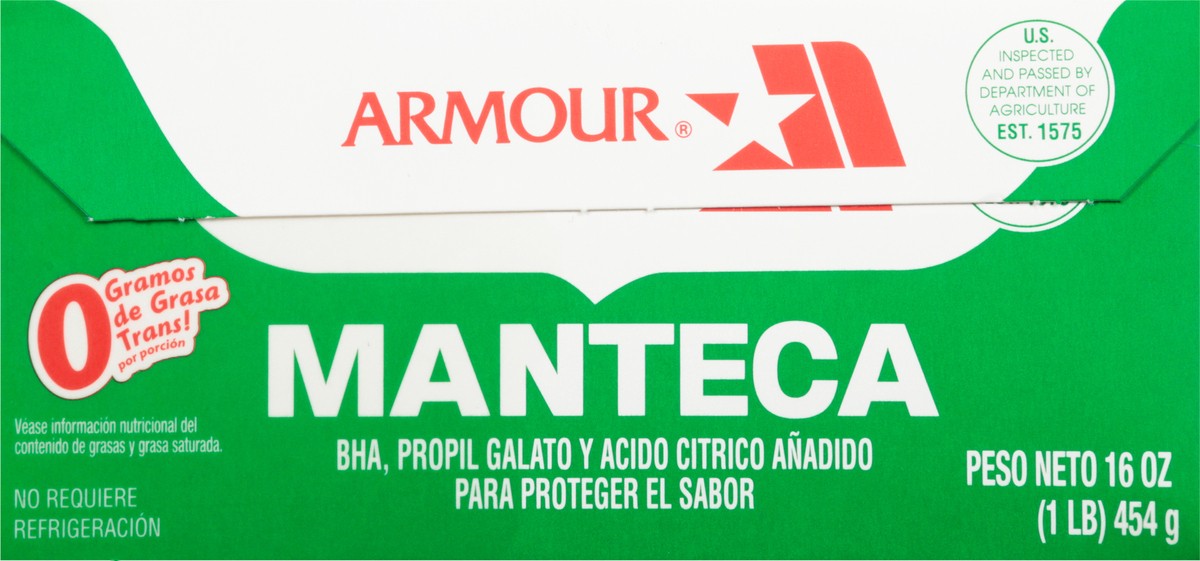 ARMOUR®
U.S.
INSPECTED
AND PASSED BY
DEPARTMENT OF
AGRICULTURE
EST. 1575
0 Gramos
de Grasa
Trans!
por porción
MANTECA
Véase información nutricional del
contenido de grasas y grasa saturada.
BHA, PROPIL GALATO Y ACIDO CITRICO AÑADIDO
PARA PROTEGER EL SABOR
NO REQUIERE
REFRIGERACIÓN
PESO NETO 16 OZ
(1 LB) 454 g